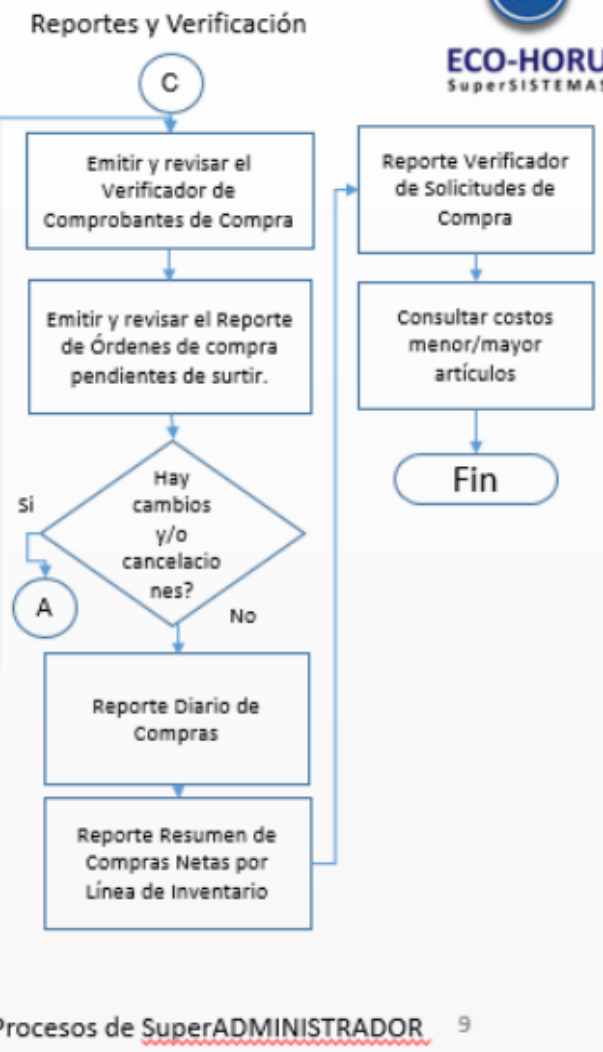 Reportes y Verificación
ECO-HORU
SuperSISTEMAS
C
Emitir y revisar el
Verificador de
Comprobantes de Compra
Emitir y revisar el Reporte
de Órdenes de compra
pendientes de surtir.
Hay
cambios
y/o
cancelacio
nes?
Si
A
No
Reporte Diario de
Compras
Reporte Resumen de
Compras Netas por
Línea de Inventario
Reporte Verificador
de Solicitudes de
Compra
Consultar costos
menor/mayor
artículos
Fin
Procesos de SuperADMINISTRADOR
9